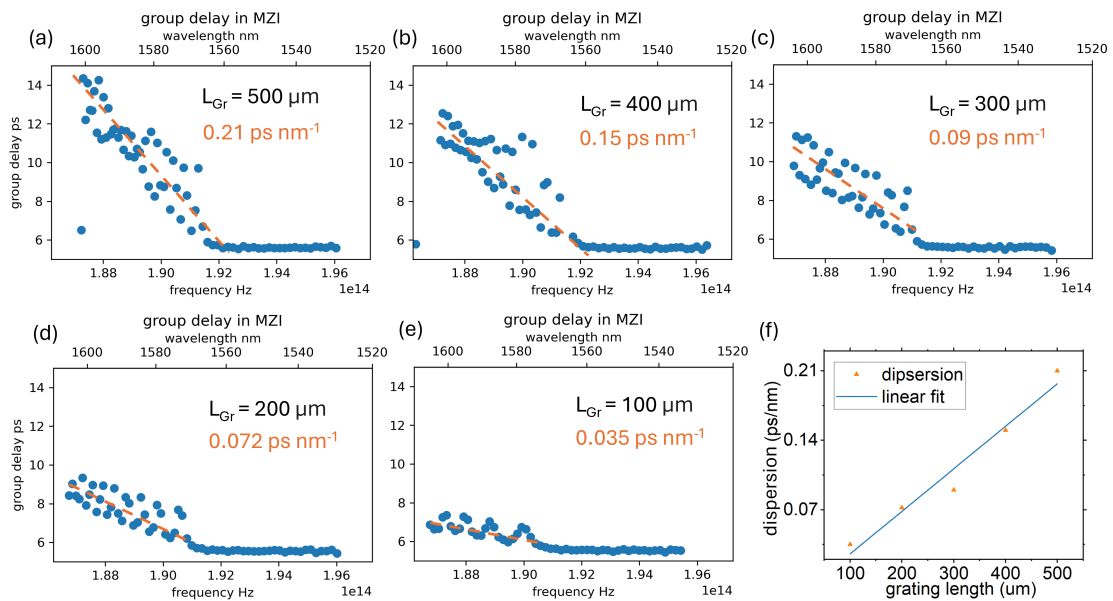 (a)
group delay in MZI
wavelength nm
1600 1580 1560 1540 1520
14
12
10
8
6
group delay ps
L_Gr = 500 μm
0.21 ps nm⁻¹
1.88 1.90 1.92 1.94 1.96
frequency Hz
1e14
(b)
group delay in MZI
wavelength nm
1600 1580 1560 1540 1520
14
12
10
8
6
L_Gr = 400 μm
0.15 ps nm⁻¹
1.88 1.90 1.92 1.94 1.96
frequency Hz
1e14
(c)
group delay in MZI
wavelength nm
1600 1580 1560 1540 1520
14
12
10
8
6
L_Gr = 300 μm
0.09 ps nm⁻¹
1.88 1.90 1.92 1.94 1.96
frequency Hz
1e14
(d)
group delay in MZI
wavelength nm
1600 1580 1560 1540 1520
14
12
10
8
6
group delay ps
L_Gr = 200 μm
0.072 ps nm⁻¹
1.88 1.90 1.92 1.94 1.96
frequency Hz
1e14
(e)
group delay in MZI
wavelength nm
1600 1580 1560 1540 1520
14
12
10
8
6
L_Gr = 100 μm
0.035 ps nm⁻¹
1.88 1.90 1.92 1.94 1.96
frequency Hz
1e14
(f)
0.21
0.14
0.07
dispersion (ps/nm)
dipsersion
linear fit
100 200 300 400 500
grating length (um)